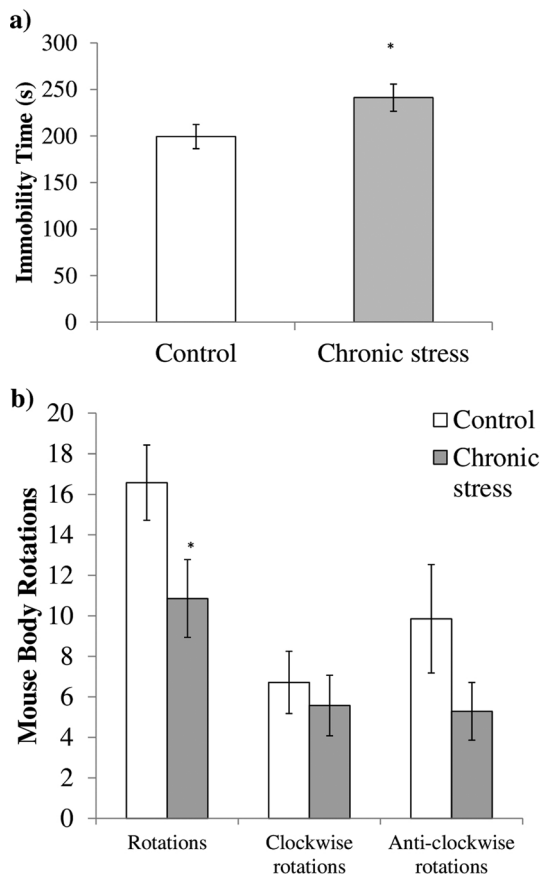 a)
300
*
250
200
150
100
50
0
Immobility Time (s)
Control
Chronic stress
b)
20
18
16
14
12
10
8
6
4
2
0
Mouse Body Rotations
Control
Chronic
stress
*
Rotations
Clockwise
rotations
Anti-clockwise
rotations